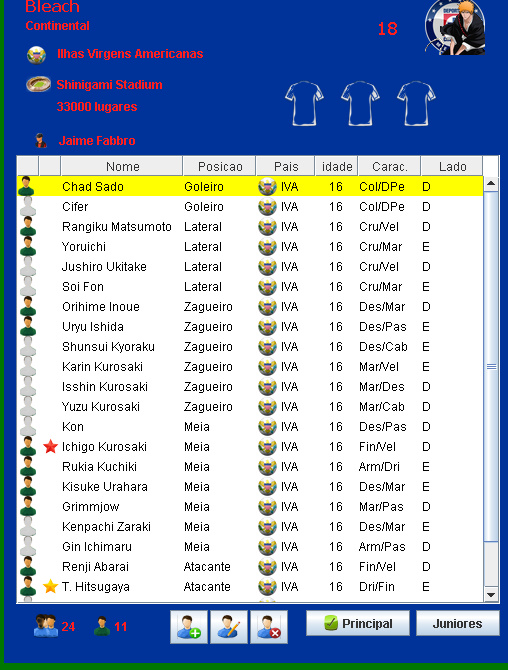 Bleach
Continental
18
Ilhas Virgens Americanas
Shinigami Stadium
33000 lugares
Jaime Fabbro
Nome Posicao Pais idade Carac. Lado
Chad Sado Goleiro IVA 16 Col/DPe D
Cifer Goleiro IVA 16 Col/DPe D
Rangiku Matsumoto Lateral IVA 16 Cru/Vel D
Yoruichi Lateral IVA 16 Cru/Mar E
Jushiro Ukitake Lateral IVA 16 Cru/Vel D
Soi Fon Lateral IVA 16 Cru/Mar E
Orihime Inoue Zagueiro IVA 16 Des/Mar D
Uryu Ishida Zagueiro IVA 16 Des/Pas E
Shunsui Kyoraku Zagueiro IVA 16 Des/Cab E
Karin Kurosaki Zagueiro IVA 16 Mar/Vel E
Isshin Kurosaki Zagueiro IVA 16 Mar/Des D
Yuzu Kurosaki Zagueiro IVA 16 Mar/Cab D
Kon Meia IVA 16 Des/Pas D
Ichigo Kurosaki Meia IVA 16 Fin/Vel D
Rukia Kuchiki Meia IVA 16 Arm/Dri E
Kisuke Urahara Meia IVA 16 Des/Mar E
Grimmjow Meia IVA 16 Mar/Pas D
Kenpachi Zaraki Meia IVA 16 Des/Mar E
Gin Ichimaru Meia IVA 16 Arm/Pas D
Renji Abarai Atacante IVA 16 Fin/Vel D
T. Hitsugaya Atacante IVA 16 Dri/Fin E
24 11 Principal Juniores